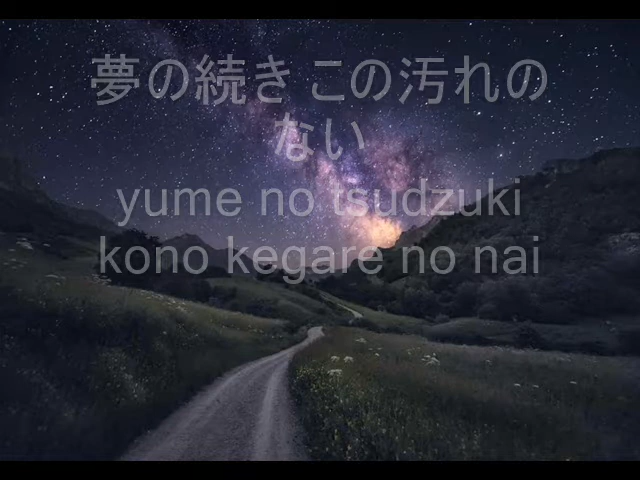 夢の続き この汚れの
ない
yume no tsudzuki
kono kegare no nai